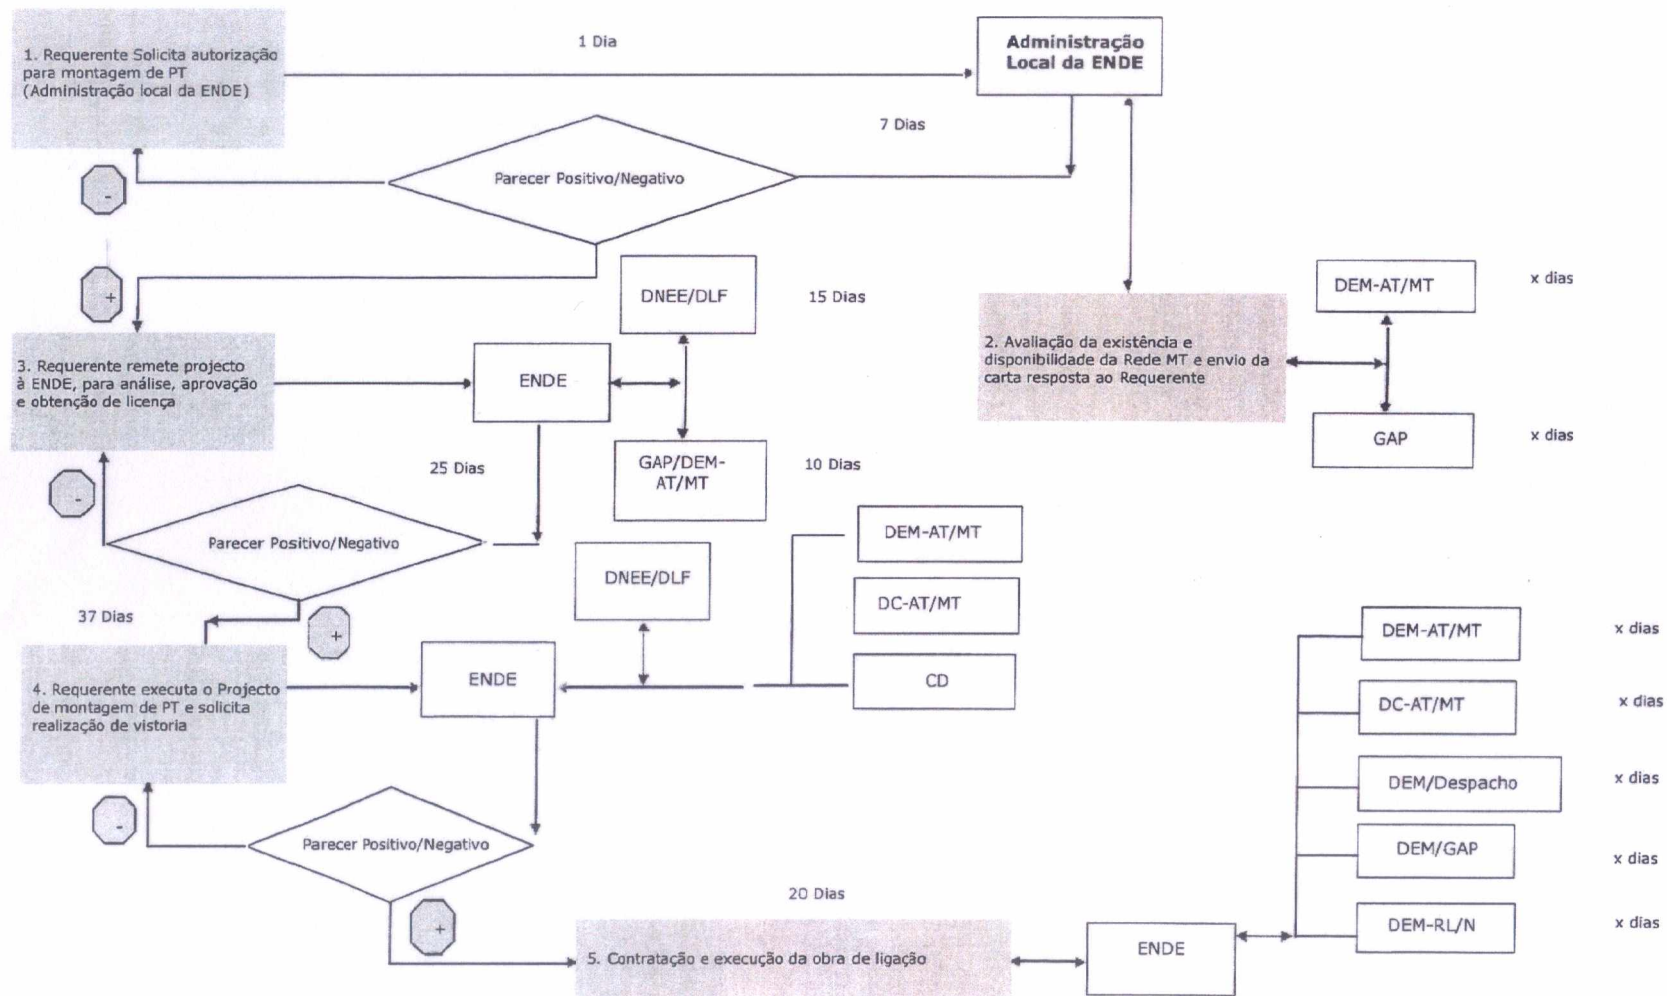 1. Requerente Solicita autorização
para montagem de PT
(Administração local da ENDE)
1 Dia
Administração
Local da ENDE
7 Dias
Parecer Positivo/Negativo
-
+
DNEE/DLF
15 Dias
DEM-AT/MT
x dias
2. Avaliação da existência e
disponibilidade da Rede MT e envio da
carta resposta ao Requerente
GAP
x dias
3. Requerente remete projecto
à ENDE, para análise, aprovação
e obtenção de licença
ENDE
GAP/DEM-
AT/MT
10 Dias
25 Dias
-
Parecer Positivo/Negativo
37 Dias
+
DNEE/DLF
DEM-AT/MT
DC-AT/MT
CD
4. Requerente executa o Projecto
de montagem de PT e solicita
realização de vistoria
ENDE
-
Parecer Positivo/Negativo
+
20 Dias
5. Contratação e execução da obra de ligação
ENDE
DEM-AT/MT
x dias
DC-AT/MT
x dias
DEM/Despacho
x dias
DEM/GAP
x dias
DEM-RL/N
x dias